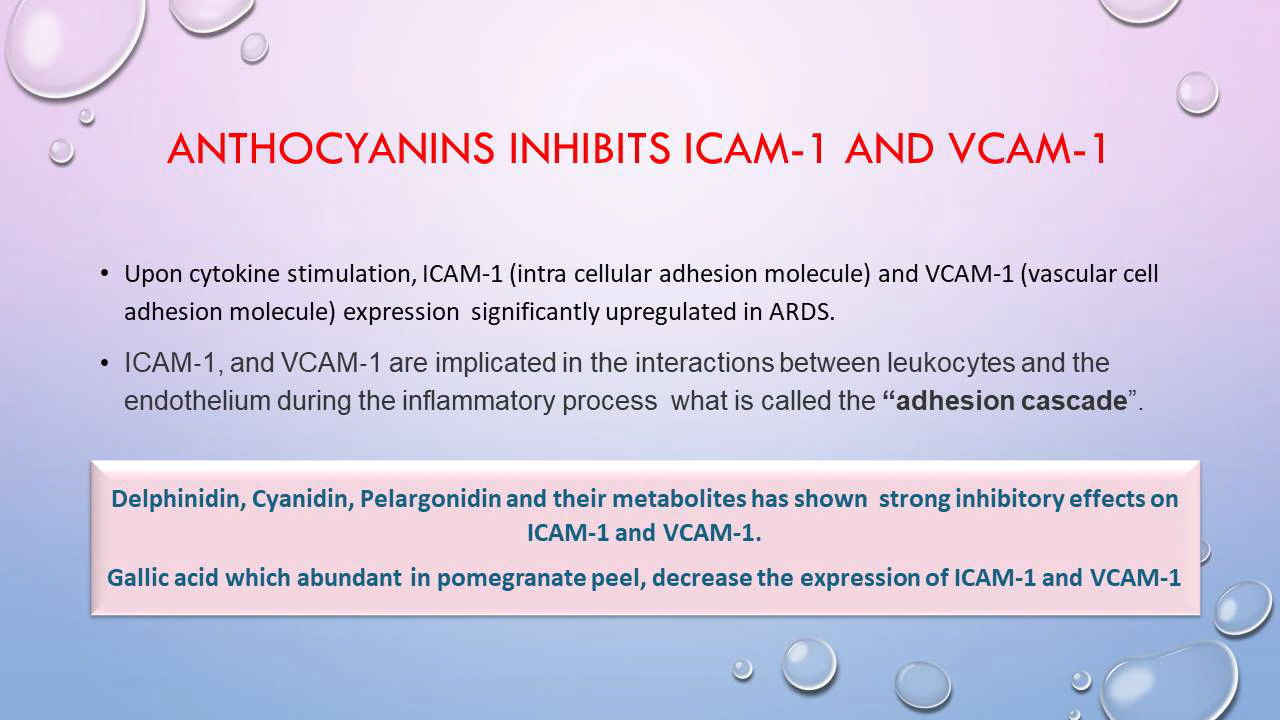 ANTHOCYANINS INHIBITS ICAM-1 AND VCAM-1
• Upon cytokine stimulation, ICAM-1 (intra cellular adhesion molecule) and VCAM-1 (vascular cell
adhesion molecule) expression  significantly upregulated in ARDS.
• ICAM-1, and VCAM-1 are implicated in the interactions between leukocytes and the
endothelium during the inflammatory process  what is called the “adhesion cascade”.
Delphinidin, Cyanidin, Pelargonidin and their metabolites has shown  strong inhibitory effects on
ICAM-1 and VCAM-1.
Gallic acid which abundant in pomegranate peel, decrease the expression of ICAM-1 and VCAM-1